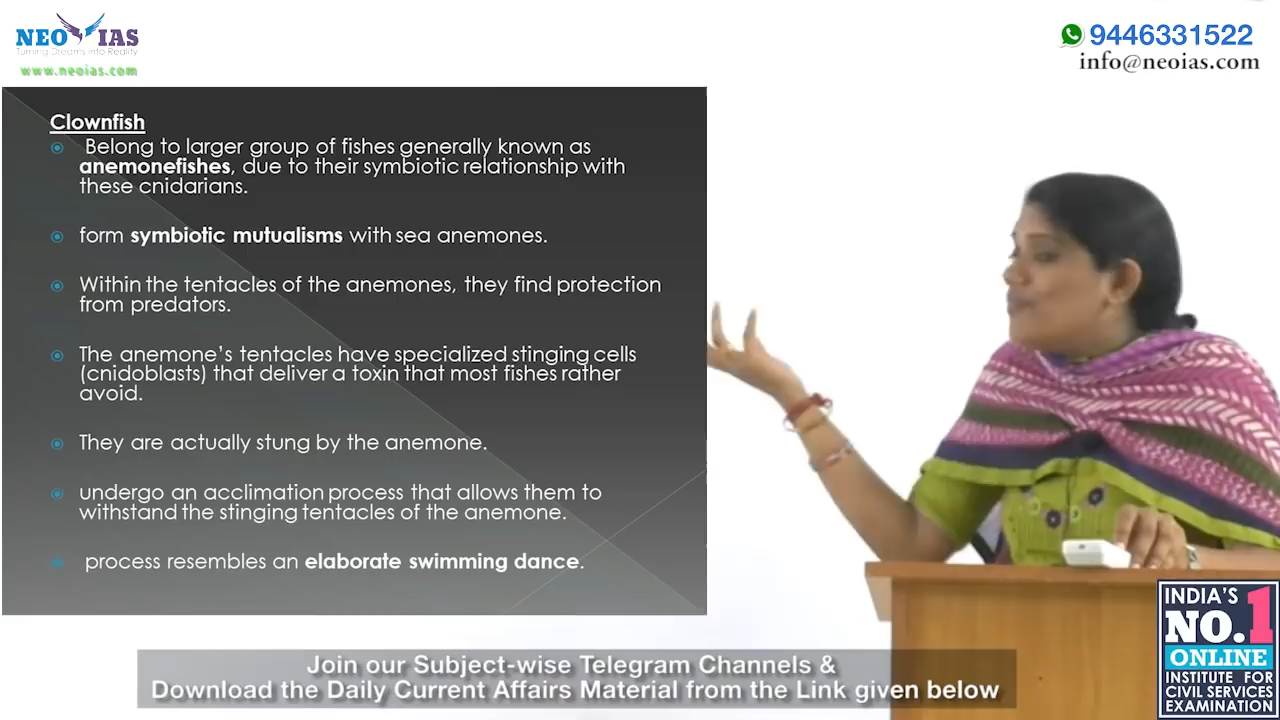 NEO IAS
Turning Dreams into Reality
www.neoias.com
9446331522
info@neoias.com
Clownfish
Belong to larger group of fishes generally known as
anemonefishes, due to their symbiotic relationship with
these cnidarians.
form symbiotic mutualisms with sea anemones.
Within the tentacles of the anemones, they find protection
from predators.
The anemone's tentacles have specialized stinging cells
(cnidoblasts) that deliver a toxin that most fishes rather
avoid.
They are actually stung by the anemone.
undergo an acclimation process that allows them to
withstand the stinging tentacles of the anemone.
process resembles an elaborate swimming dance.
INDIA'S
NO.1
ONLINE
INSTITUTE FOR
CIVIL SERVICES
EXAMINATION
Join our Subject-wise Telegram Channels &
Download the Daily Current Affairs Material from the Link given below